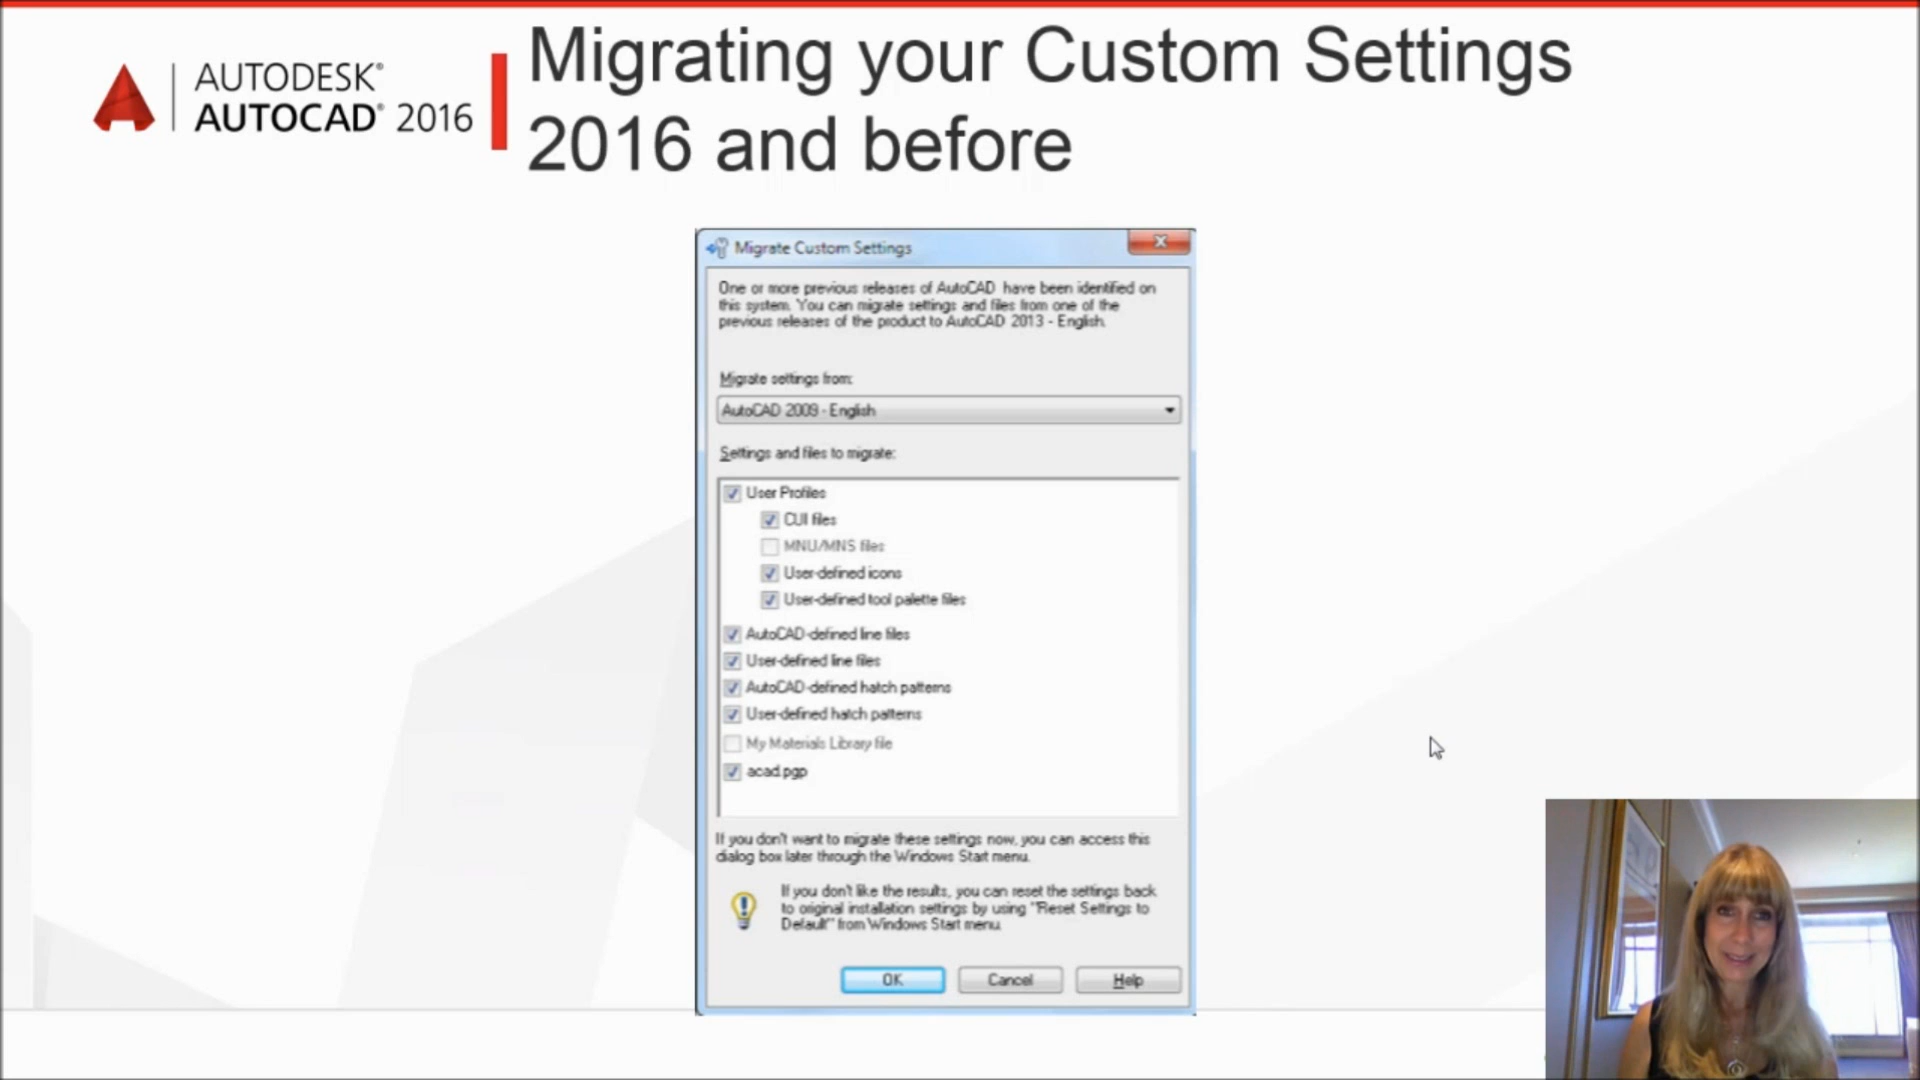 AUTODESK®
AUTOCAD® 2016
Migrating your Custom Settings
2016 and before
Migrate Custom Settings
One or more previous releases of AutoCAD have been identified on
this system. You can migrate settings and files from one of the
previous releases of the product to AutoCAD 2013 - English.
Migrate settings from:
AutoCAD 2009 - English
Settings and files to migrate:
User Profiles
CUI files
MNU/MNS files
User-defined icons
User-defined tool palette files
AutoCAD-defined line files
User-defined line files
AutoCAD-defined hatch patterns
User-defined hatch patterns
My Materials Library file
acad.pgp
If you don't want to migrate these settings now, you can access this
dialog box later through the Windows Start menu.
If you don't like the results, you can reset the settings back
to original installation settings by using "Reset Settings to
Default" from Windows Start menu.
OK
Cancel
Help